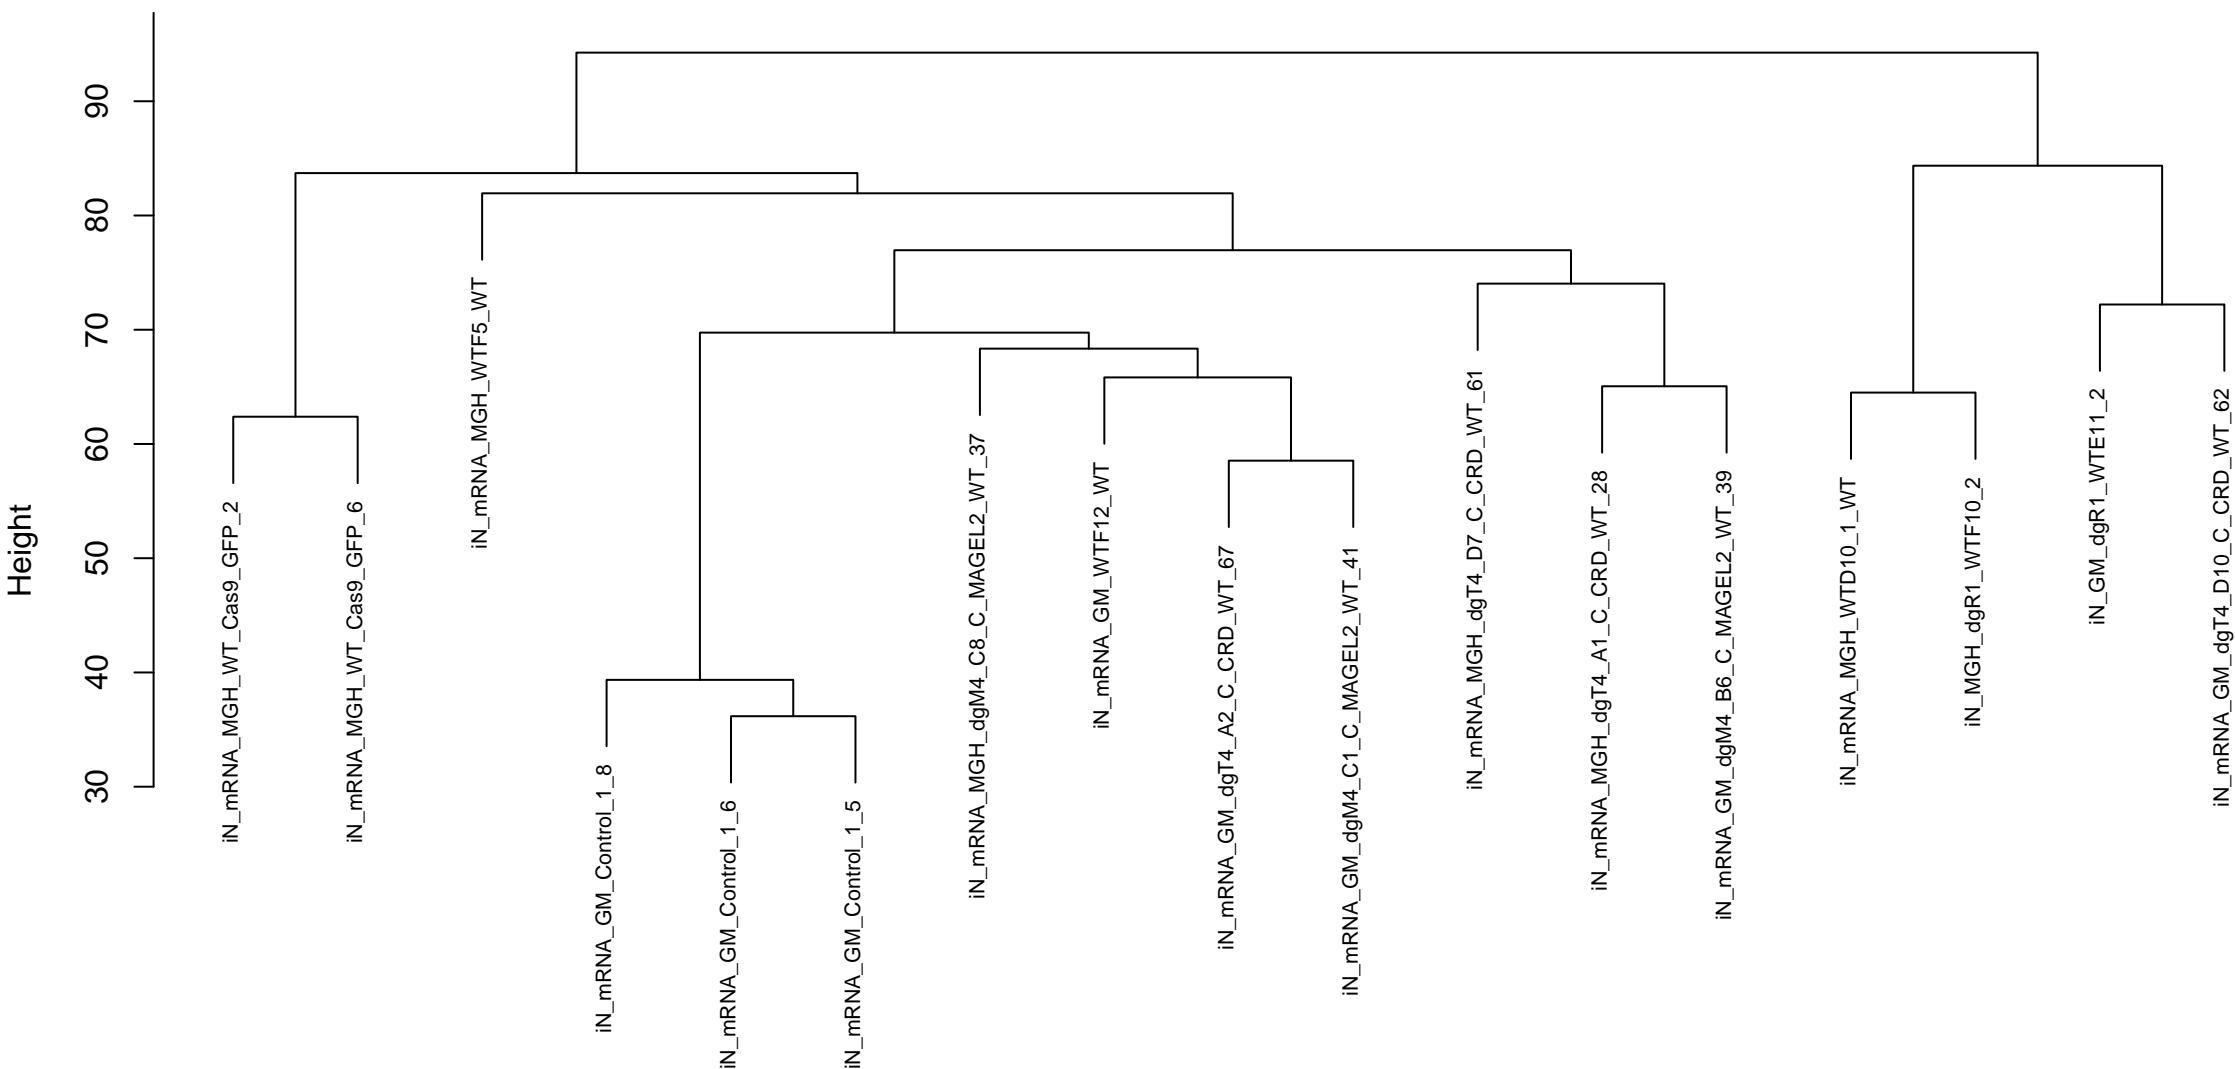 Height
90
80
70
60
50
40
30
iN_mRNA_MGH_WT_Cas9_GFP_2
iN_mRNA_MGH_WT_Cas9_GFP_6
iN_mRNA_MGH_WTF5_WT
iN_mRNA_GM_Control_1_8
iN_mRNA_GM_Control_1_6
iN_mRNA_GM_Control_1_5
iN_mRNA_MGH_dgM4_C8_C_MAGEL2_WT_37
iN_mRNA_GM_WTF12_WT
iN_mRNA_GM_dgT4_A2_C_CRD_WT_67
iN_mRNA_GM_dgM4_C1_C_MAGEL2_WT_41
iN_mRNA_MGH_dgT4_D7_C_CRD_WT_61
iN_mRNA_MGH_dgT4_A1_C_CRD_WT_28
iN_mRNA_GM_dgM4_B6_C_MAGEL2_WT_39
iN_mRNA_MGH_WTD10_1_WT
iN_MGH_dgR1_WTF10_2
iN_GM_dgR1_WTE11_2
iN_mRNA_GM_dgT4_D10_C_CRD_WT_62